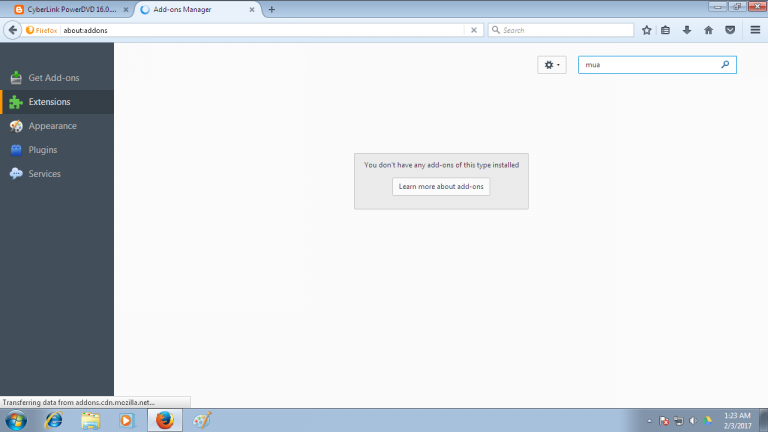 CyberLink PowerDVD 16.0....
Add-ons Manager
Firefox
about:addons
Search
mua
Get Add-ons
Extensions
Appearance
Plugins
Services
You don't have any add-ons of this type installed
Learn more about add-ons
Transferring data from addons.cdn.mozilla.net...
1:23 AM
2/3/2017